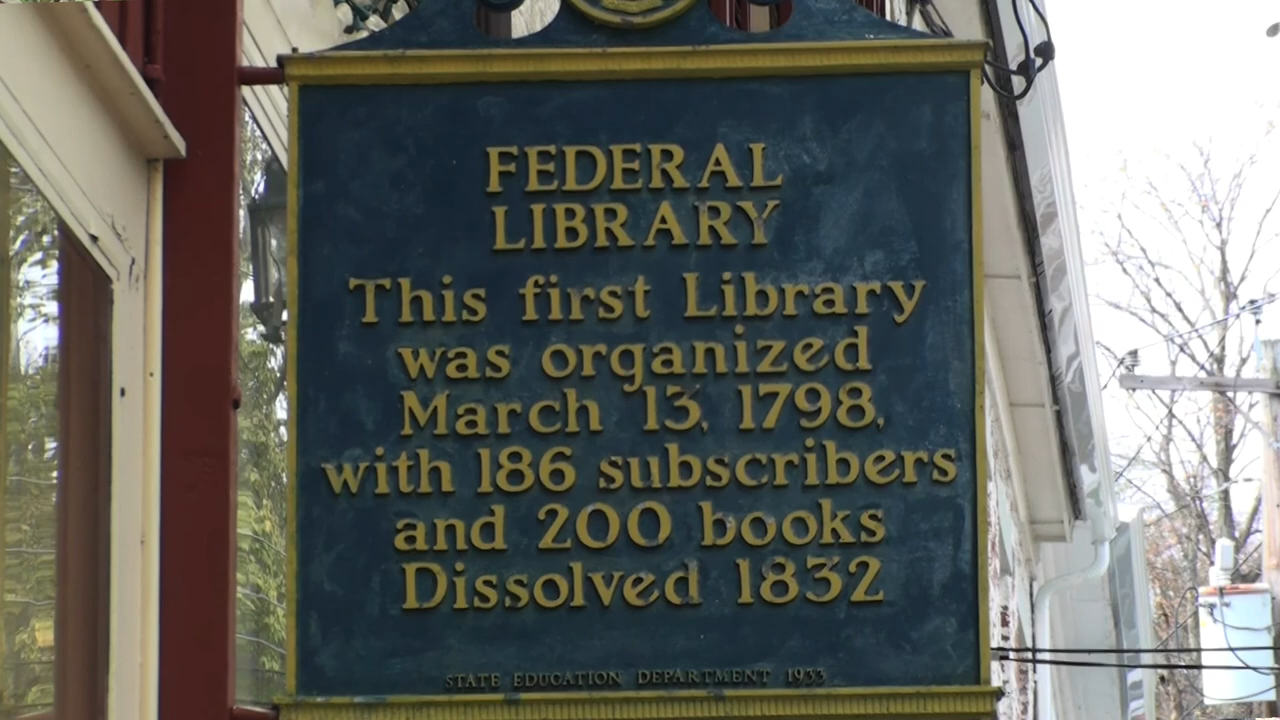 FEDERAL
LIBRARY
This first Library
was organized
March 13, 1798,
with 186 subscribers
and 200 books
Dissolved 1832
STATE EDUCATION DEPARTMENT 1933